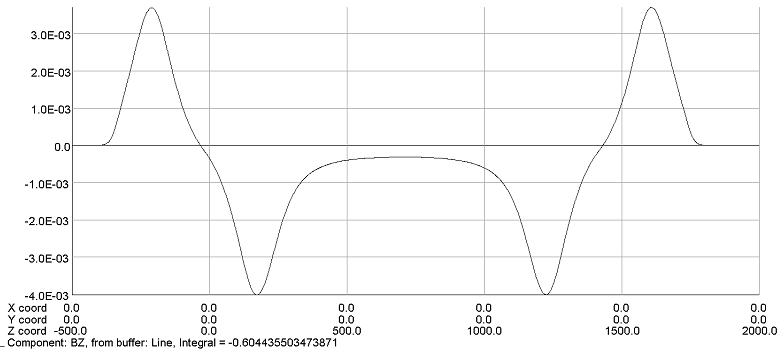 3.0E-03
2.0E-03
1.0E-03
0.0
-1.0E-03
-2.0E-03
-3.0E-03
-4.0E-03
X coord 0.0 0.0 0.0 0.0 0.0 0.0
Y coord 0.0 0.0 0.0 0.0 0.0 0.0
Z coord -500.0 0.0 500.0 1000.0 1500.0 2000.0
_ Component: BZ, from buffer: Line, Integral = -0.604435503473871